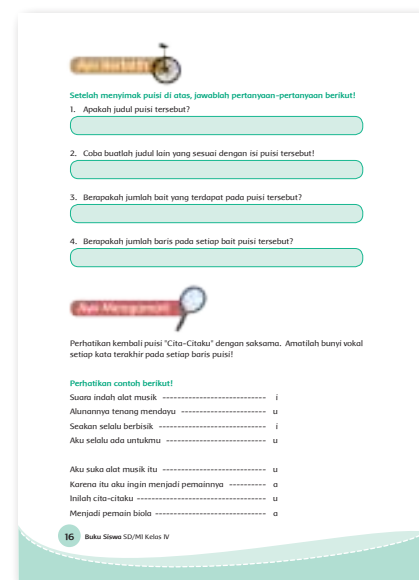 Ayo Berlatih
Setelah menyimak puisi di atas, jawablah pertanyaan-pertanyaan berikut!
1. Apakah judul puisi tersebut?
2. Coba buatlah judul lain yang sesuai dengan isi puisi tersebut!
3. Berapakah jumlah bait yang terdapat pada puisi tersebut?
4. Berapakah jumlah baris pada setiap bait puisi tersebut?
Ayo Mengamati
Perhatikan kembali puisi "Cita-Citaku" dengan saksama. Amatilah bunyi vokal
setiap kata terakhir pada setiap baris puisi!
Perhatikan contoh berikut!
Suara indah alat musik -------------------------- i
Alunannya tenang mendayu ---------------------- u
Seakan selalu berbisik -------------------------- i
Aku selalu ada untukmu ------------------------- u
Aku suka alat musik itu -------------------------- u
Karena itu aku ingin menjadi pemainnya ---------- a
Inilah cita-citaku -------------------------------- u
Menjadi pemain biola ---------------------------- a
16 Buku Siswa SD/MI Kelas IV